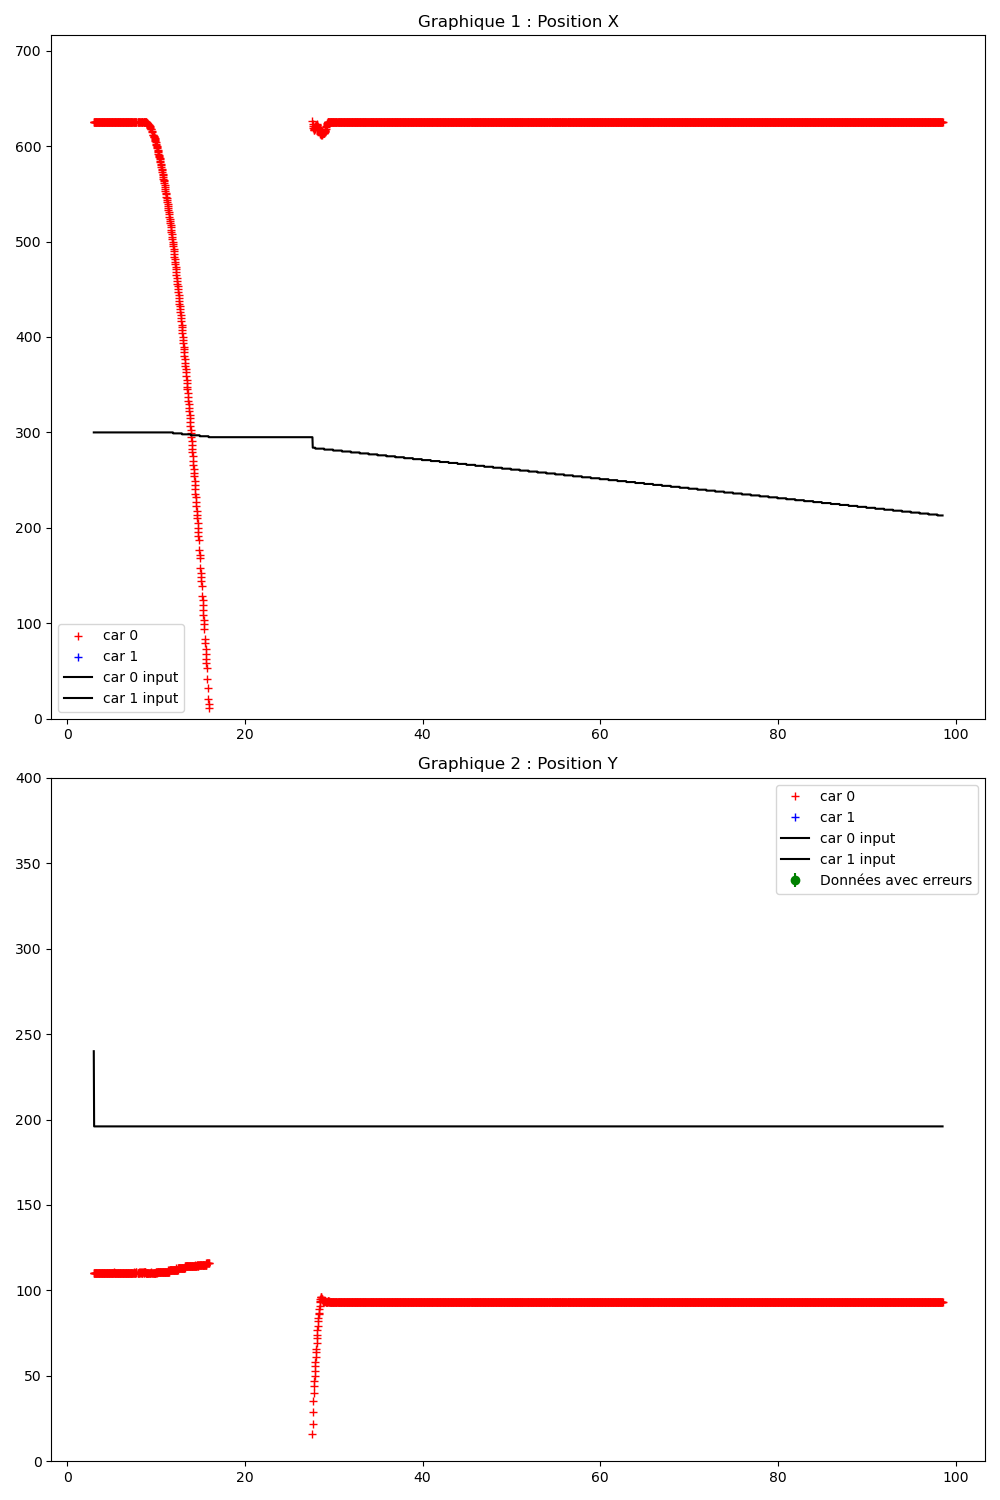 Graphique 1 : Position X
700
600
500
400
300
200
100
0
car 0
car 1
car 0 input
car 1 input
0 20 40 60 80 100
Graphique 2 : Position Y
400
350
300
250
200
150
100
50
0
car 0
car 1
car 0 input
car 1 input
Données avec erreurs
0 20 40 60 80 100